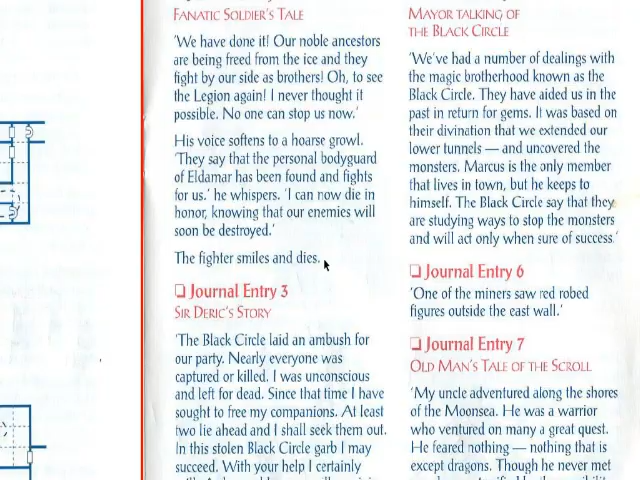 FANATIC SOLDIER'S TALE
'We have done it! Our noble ancestors
are being freed from the ice and they
fight by our side as brothers! Oh, to see
the Legion again! I never thought it
possible. No one can stop us now.'
His voice softens to a hoarse growl.
'They say that the personal bodyguard
of Eldamar has been found and fights
for us.' he whispers. 'I can now die in
honor, knowing that our enemies will
soon be destroyed.'
The fighter smiles and dies.
Journal Entry 3
SIR DERIC'S STORY
'The Black Circle laid an ambush for
our party. Nearly everyone was
captured or killed. I was unconscious
and left for dead. Since that time I have
sought to free my companions. At least
two lie ahead and I shall seek them out.
In this stolen Black Circle garb I may
succeed. With your help I certainly
MAYOR TALKING OF
THE BLACK CIRCLE
'We've had a number of dealings with
the magic brotherhood known as the
Black Circle. They have aided us in the
past in return for gems. It was based on
their divination that we extended our
lower tunnels — and uncovered the
monsters. Marcus is the only member
that lives in town, but he keeps to
himself. The Black Circle say that they
are studying ways to stop the monsters
and will act only when sure of success.'
Journal Entry 6
'One of the miners saw red robed
figures outside the east wall.'
Journal Entry 7
OLD MAN'S TALE OF THE SCROLL
'My uncle adventured along the shores
of the Moonsea. He was a warrior
who ventured on many a great quest.
He feared nothing — nothing that is
except dragons. Though he never met